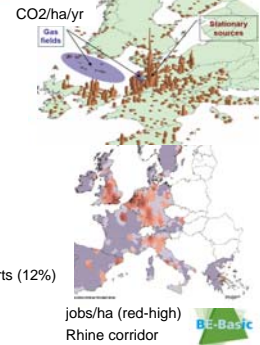 CO2/ha/yr
Gas
fields
Stationary
sources
rts (12%)
jobs/ha (red-high)
Rhine corridor
BE-Basic